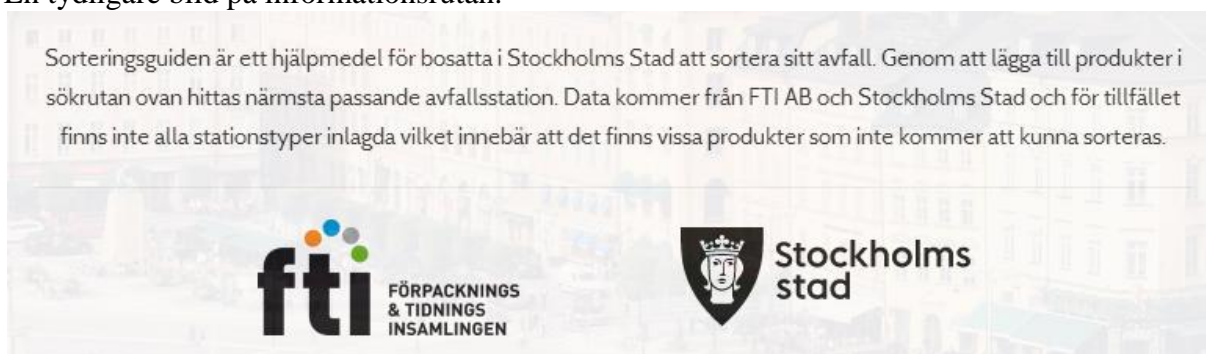 En tydligare bild på informationsrutan.
Sorteringsguiden är ett hjälpmedel för bosatta i Stockholms Stad att sortera sitt avfall. Genom att lägga till produkter i
sökrutan ovan hittas närmsta passande avfallsstation. Data kommer från FTI AB och Stockholms Stad och för tillfället
finns inte alla stationstyper inlagda vilket innebär att det finns vissa produkter som inte kommer att kunna sorteras.
fti
FÖRPACKNINGS
& TIDNINGS
INSAMLINGEN
Stockholms
stad